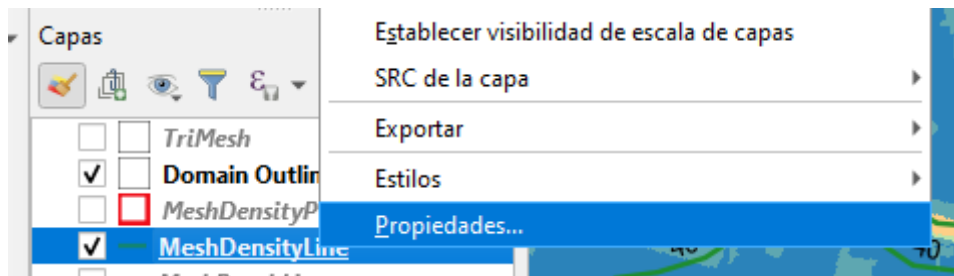 Capas
Establecer visibilidad de escala de capas
SRC de la capa
Exportar
Estilos
Propiedades...
TriMesh
Domain Outlin
MeshDensityP
MeshDensityLine
40